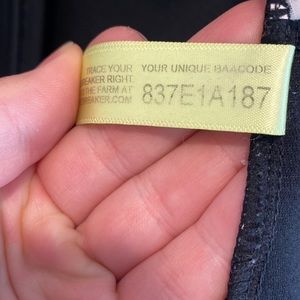 TRACE YOUR
BREAKER RIGHT
THE FARM AT
BREAKER.COM
YOUR UNIQUE BAACODE
837E1A187